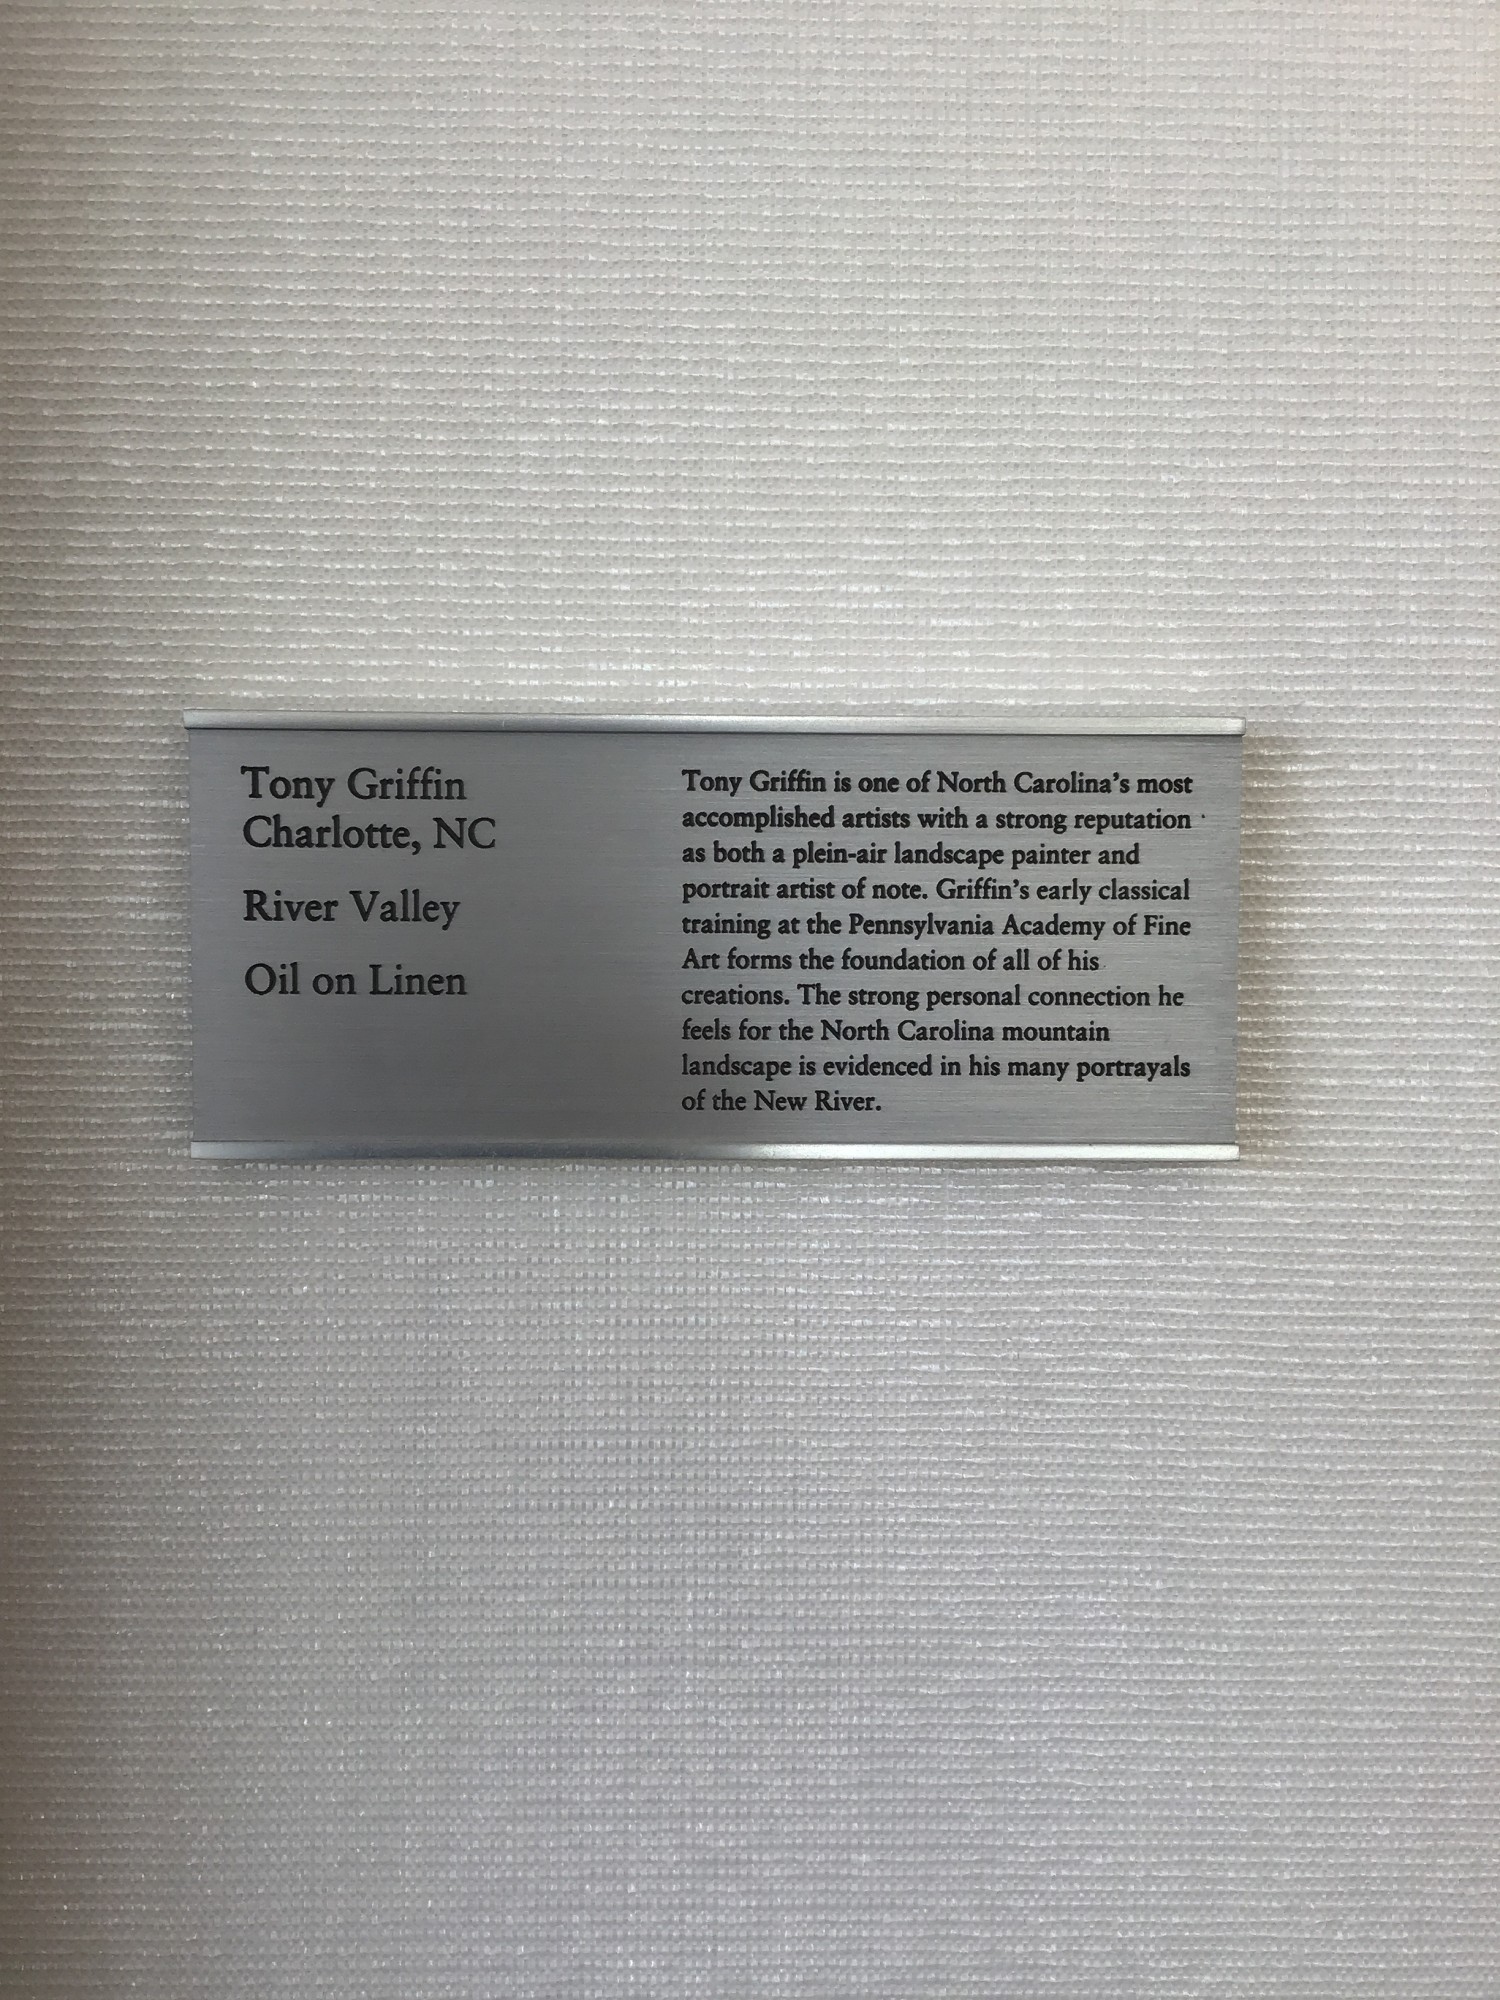 Tony Griffin
Charlotte, NC
River Valley
Oil on Linen
Tony Griffin is one of North Carolina's most
accomplished artists with a strong reputation
as both a plein-air landscape painter and
portrait artist of note. Griffin's early classical
training at the Pennsylvania Academy of Fine
Art forms the foundation of all of his
creations. The strong personal connection he
feels for the North Carolina mountain
landscape is evidenced in his many portrayals
of the New River.